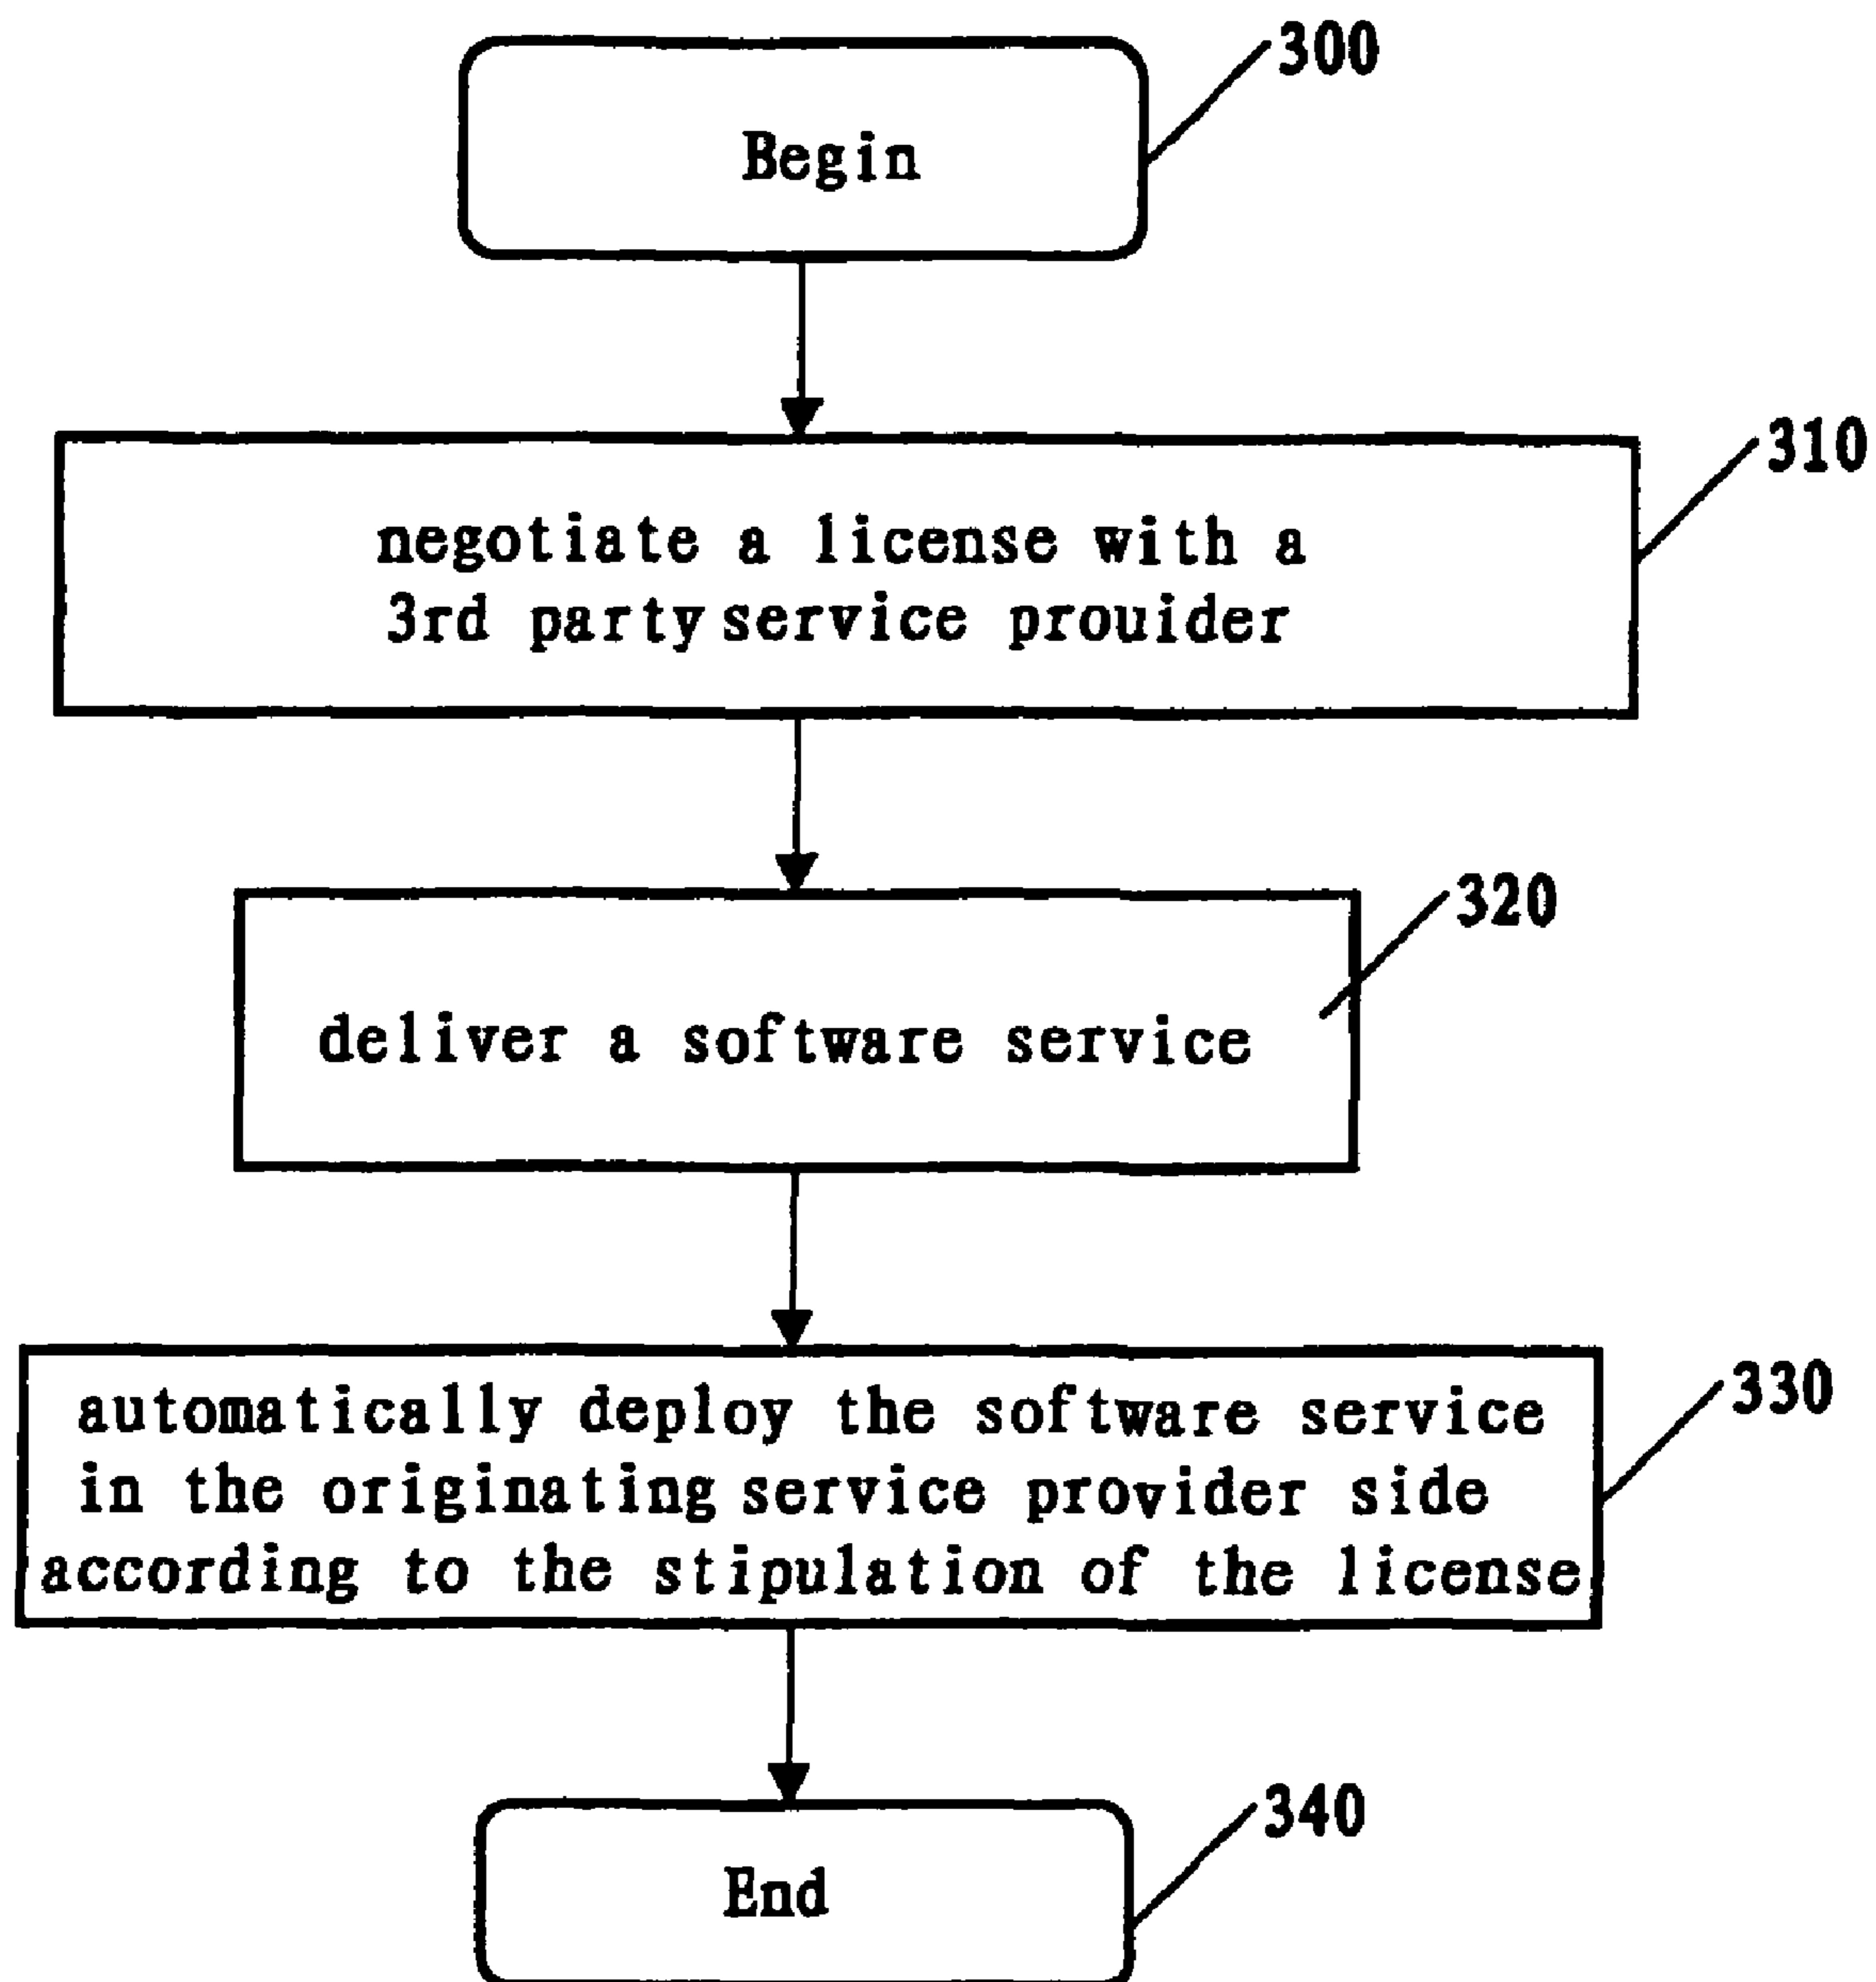 300
Begin
310
negotiate a license with a
3rd party service prouider
320
deliver a software service
330
automatically deploy the software service
in the originating service provider side
according to the stipulation of the license
340
End